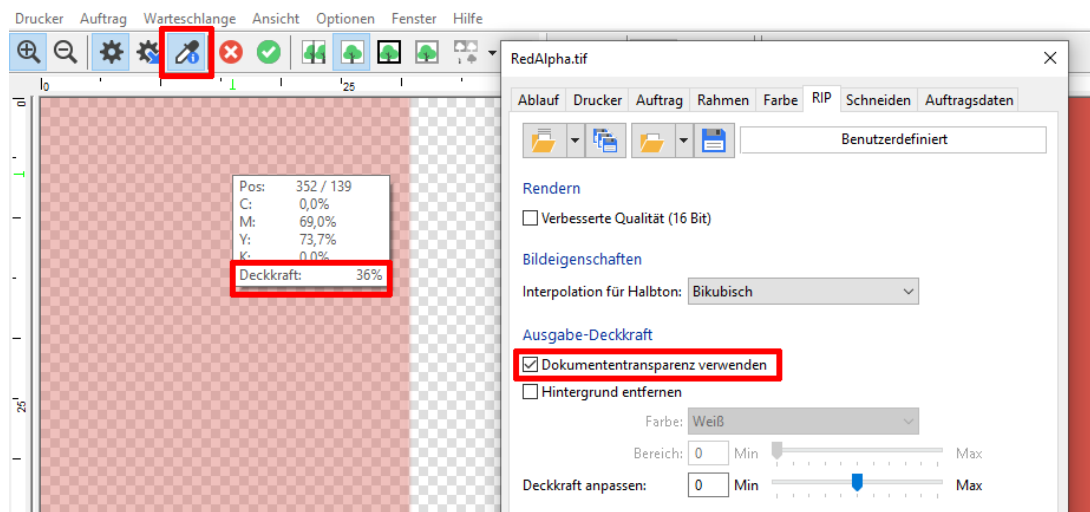 Drucker Auftrag Warteschlange Ansicht Optionen Fenster Hilfe
0 25
0
25
Pos: 352 / 139
C: 0,0%
M: 69,0%
Y: 73,7%
K: 0,0%
Deckkraft: 36%
RedAlpha.tif
Ablauf Drucker Auftrag Rahmen Farbe RIP Schneiden Auftragsdaten
Benutzerdefiniert
Rendern
Verbesserte Qualität (16 Bit)
Bildeigenschaften
Interpolation für Halbton: Bikubisch
Ausgabe-Deckkraft
Dokumententransparenz verwenden
Hintergrund entfernen
Farbe: Weiß
Bereich: 0 Min Max
Deckkraft anpassen: 0 Min Max